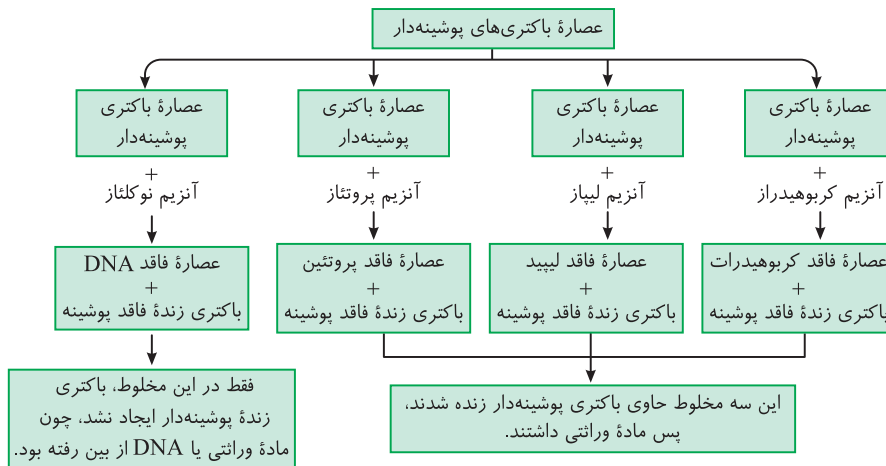 عصارهٔ باکتری‌های پوشینه‌دار
عصارهٔ باکتری
پوشینه‌دار
+
آنزیم کربوهیدراز
عصارهٔ فاقد کربوهیدرات
+
باکتری زندهٔ فاقد پوشینه
عصارهٔ باکتری
پوشینه‌دار
+
آنزیم لیپاز
عصارهٔ فاقد لیپید
+
باکتری زندهٔ فاقد پوشینه
عصارهٔ باکتری
پوشینه‌دار
+
آنزیم پروتئاز
عصارهٔ فاقد پروتئین
+
باکتری زندهٔ فاقد پوشینه
عصارهٔ باکتری
پوشینه‌دار
+
آنزیم نوکلئاز
عصارهٔ فاقد DNA
+
باکتری زندهٔ فاقد پوشینه
این سه مخلوط حاوی باکتری پوشینه‌دار زنده شدند،
پس مادهٔ وراثتی داشتند.
فقط در این مخلوط، باکتری
زندهٔ پوشینه‌دار ایجاد نشد، چون
مادهٔ وراثتی یا DNA از بین رفته بود.